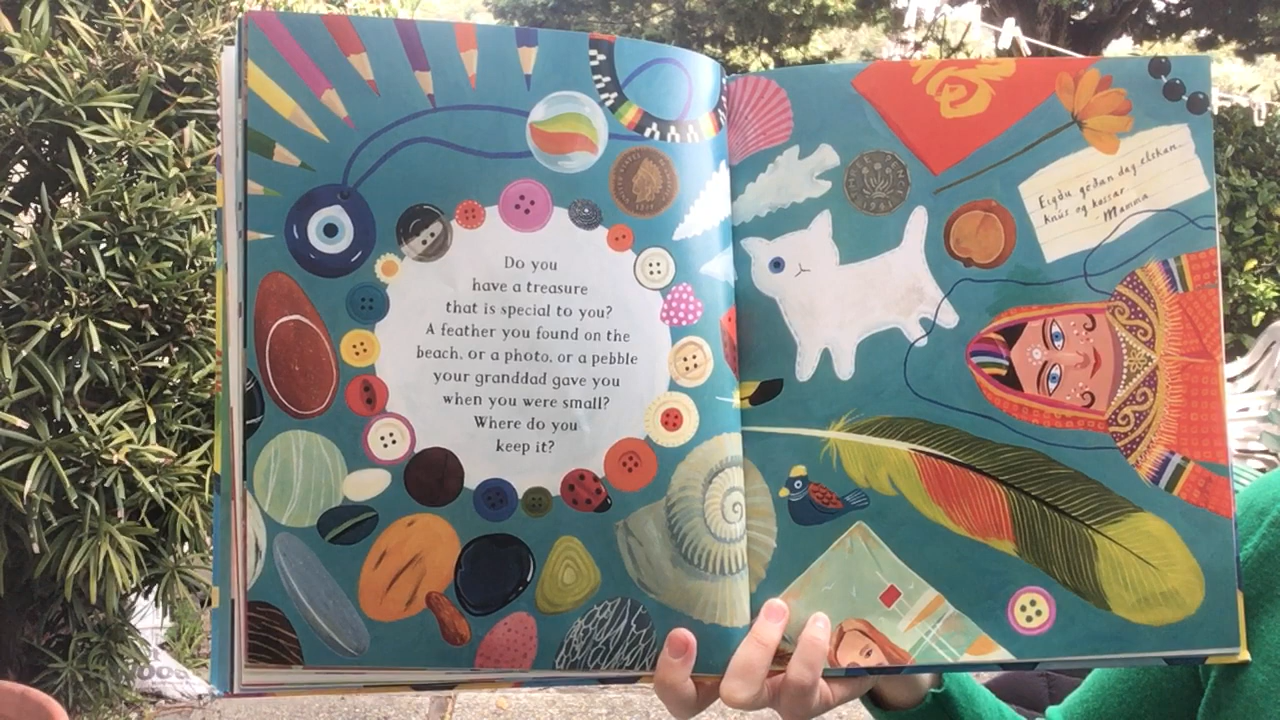 Do you
have a treasure
that is special to you?
A feather you found on the
beach, or a photo, or a pebble
your granddad gave you
when you were small?
Where do you
keep it?
PENCE
1961
Eigðu góðan dag elskan.
knús og kossar
- Mamma